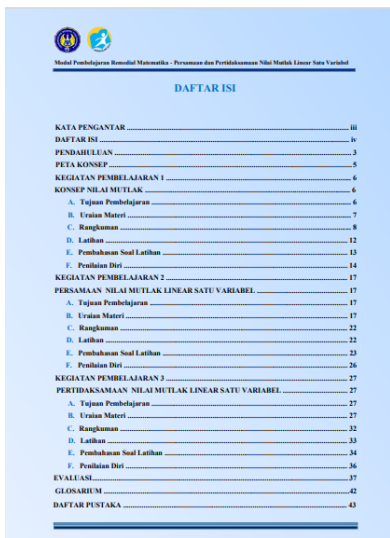 Modul Pembelajaran Remedial Matematika - Persamaan dan Pertidaksamaan Nilai Mutlak Linear Satu Variabel
DAFTAR ISI
KATA PENGANTAR ........ iii
DAFTAR ISI ........ iv
PENDAHULUAN ........ 3
PETA KONSEP ........ 5
KEGIATAN PEMBELAJARAN 1 ........ 6
KONSEP NILAI MUTLAK ........ 6
A. Tujuan Pembelajaran ........ 6
B. Uraian Materi ........ 7
C. Rangkuman ........ 8
D. Latihan ........ 12
E. Pembahasan Soal Latihan ........ 13
F. Penilaian Diri ........ 14
KEGIATAN PEMBELAJARAN 2 ........ 17
PERSAMAAN NILAI MUTLAK LINEAR SATU VARIABEL ........ 17
A. Tujuan Pembelajaran ........ 17
B. Uraian Materi ........ 17
C. Rangkuman ........ 22
D. Latihan ........ 22
E. Pembahasan Soal Latihan ........ 23
F. Penilaian Diri ........ 26
KEGIATAN PEMBELAJARAN 3 ........ 27
PERTIDAKSAMAAN NILAI MUTLAK LINEAR SATU VARIABEL ........ 27
A. Tujuan Pembelajaran ........ 27
B. Uraian Materi ........ 27
C. Rangkuman ........ 32
D. Latihan ........ 33
E. Pembahasan Soal Latihan ........ 34
F. Penilaian Diri ........ 36
EVALUASI ........ 37
GLOSARIUM ........ 42
DAFTAR PUSTAKA ........ 43